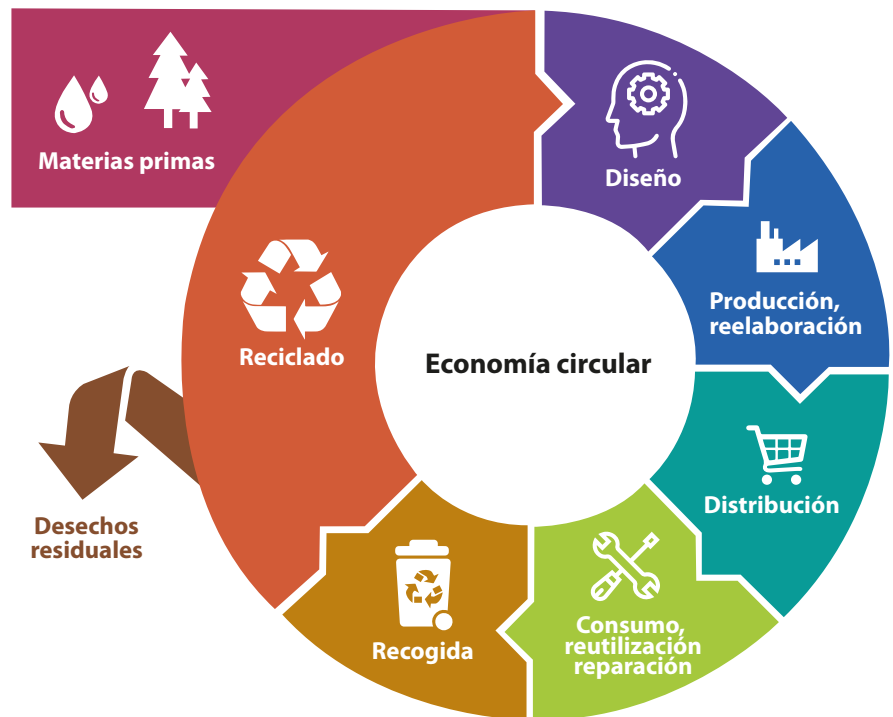 Materias primas
Diseño
Producción,
reelaboración
Reciclado
Economía circular
Distribución
Desechos
residuales
Consumo,
reutilización
reparación
Recogida